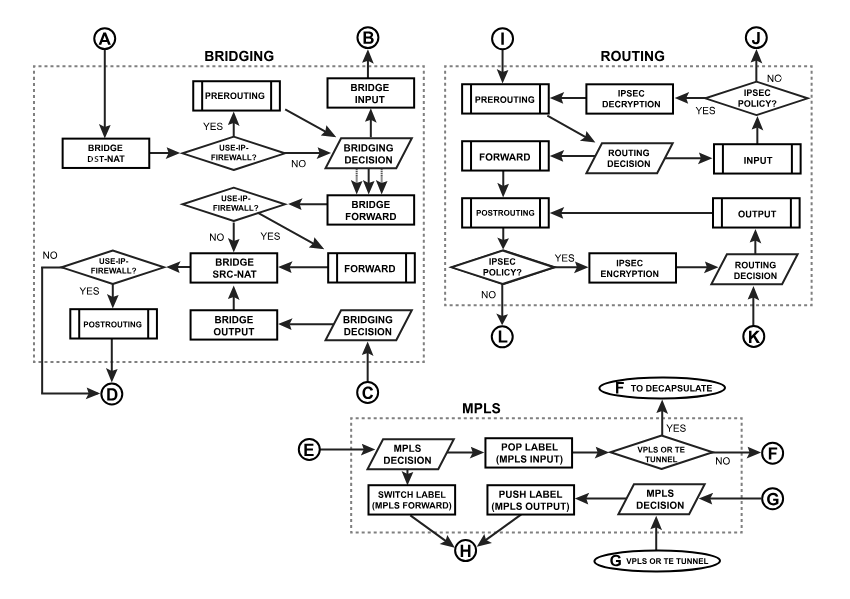 A
B
I
J
BRIDGING
ROUTING
BRIDGE
INPUT
PREROUTING
YES
USE-IP-
FIREWALL?
NO
BRIDGE
DST-NAT
BRIDGING
DECISION
USE-IP-
FIREWALL?
BRIDGE
FORWARD
NO
YES
NO
USE-IP-
FIREWALL?
YES
BRIDGE
SRC-NAT
FORWARD
POSTROUTING
BRIDGE
OUTPUT
BRIDGING
DECISION
D
C
PREROUTING
IPSEC
DECRYPTION
YES
IPSEC
POLICY?
NO
FORWARD
ROUTING
DECISION
INPUT
POSTROUTING
OUTPUT
IPSEC
POLICY?
YES
NO
IPSEC
ENCRYPTION
ROUTING
DECISION
L
K
F TO DECAPSULATE
MPLS
YES
E
MPLS
DECISION
POP LABEL
(MPLS INPUT)
VPLS OR TE
TUNNEL
NO
F
SWITCH LABEL
(MPLS FORWARD)
PUSH LABEL
(MPLS OUTPUT)
MPLS
DECISION
G
H
G VPLS OR TE TUNNEL